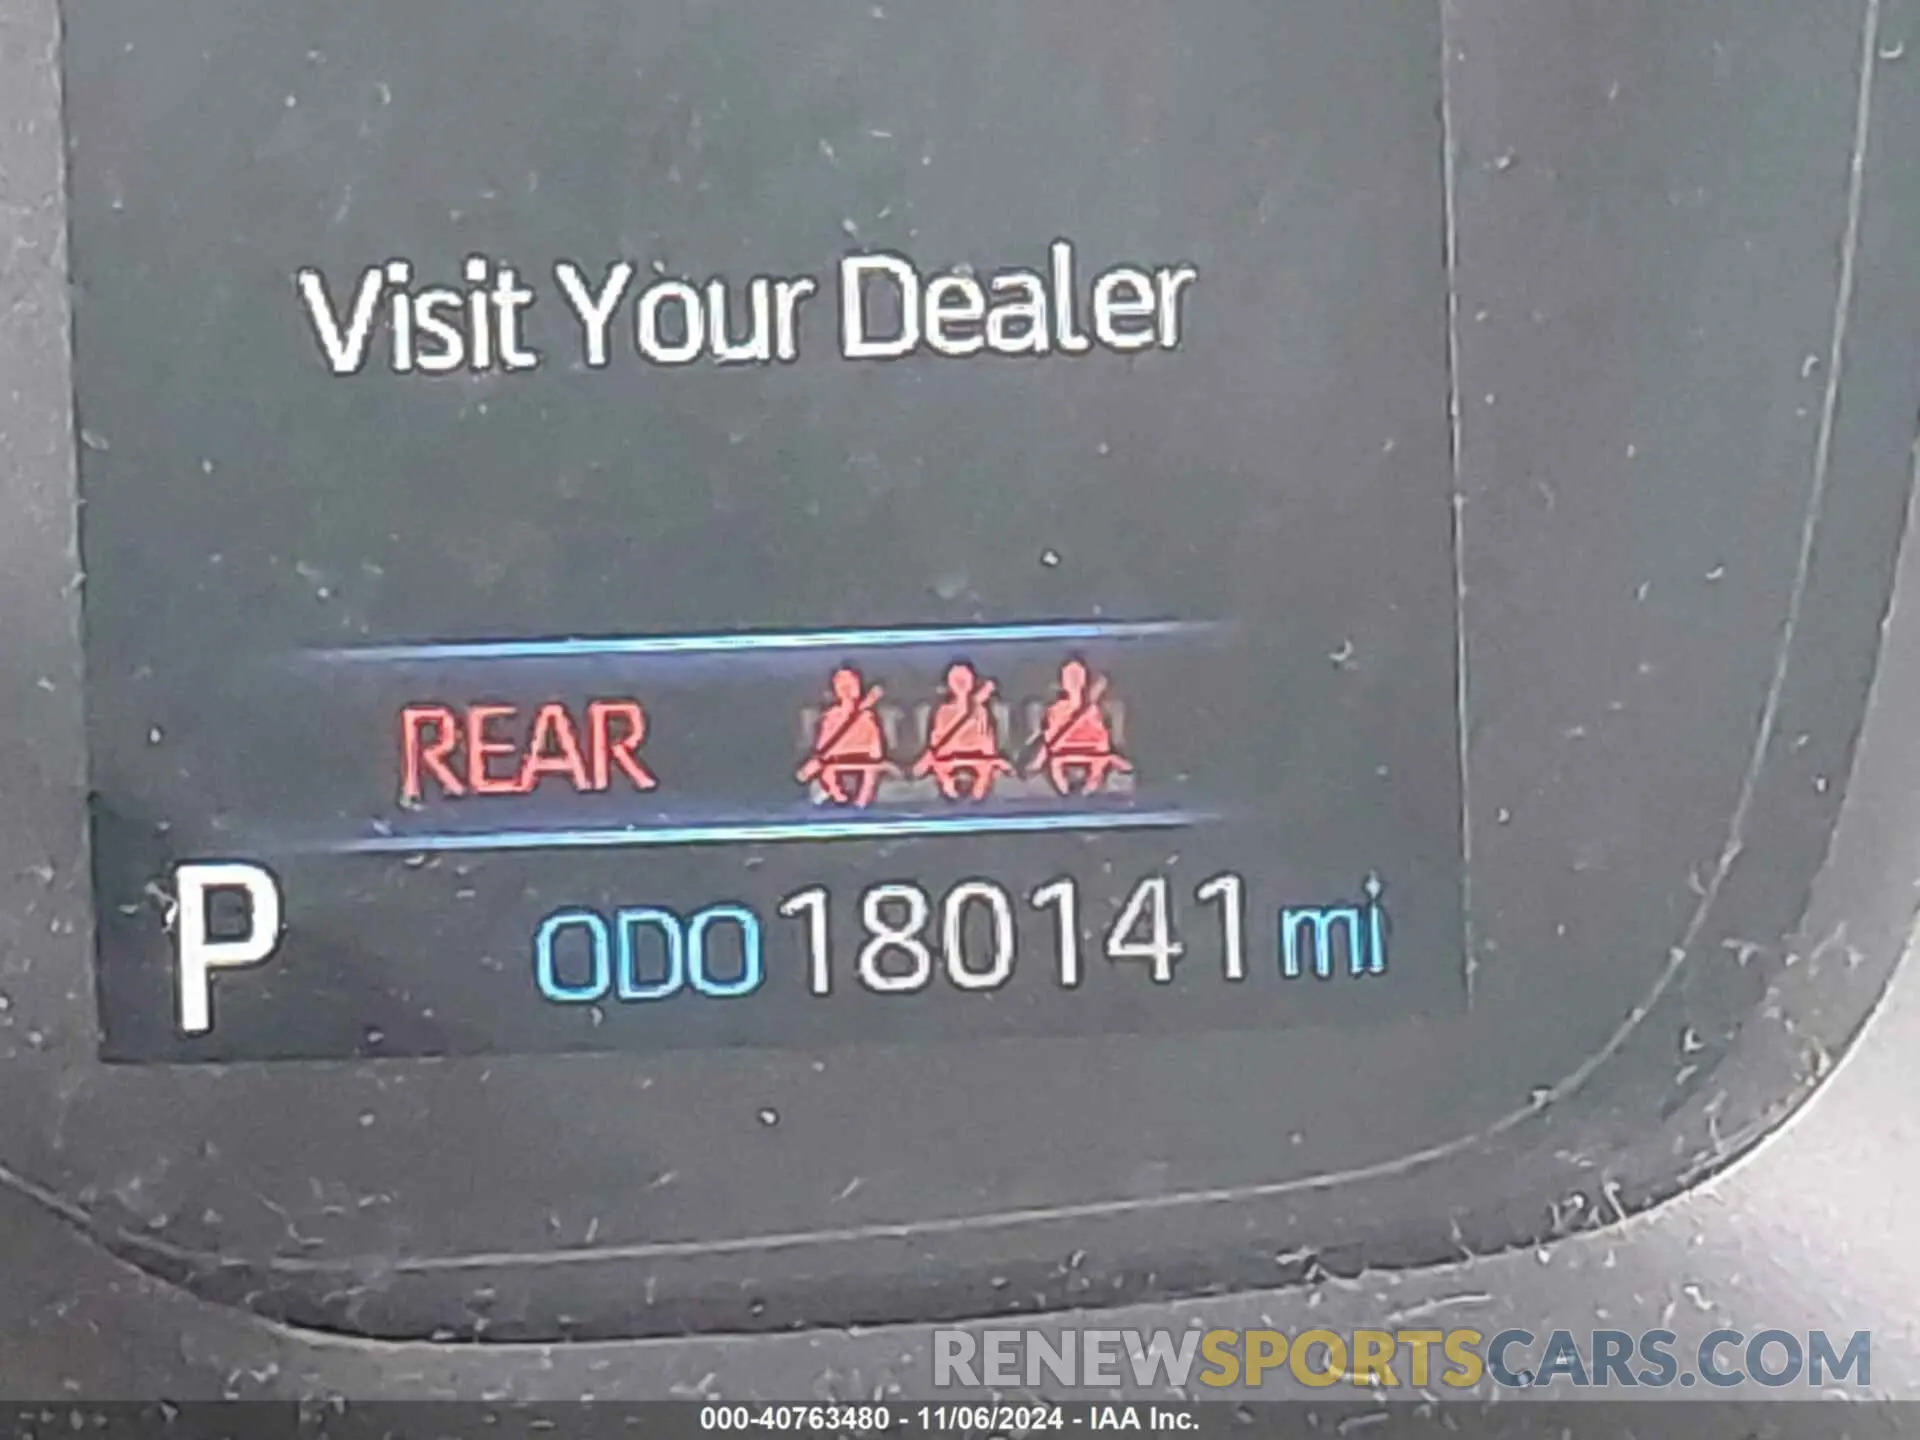 Visit Your Dealer
REAR
P
ODO 180141 mi
RENEWSPORTSCARS.COM
000-40763480 - 11/06/2024 - IAA Inc.